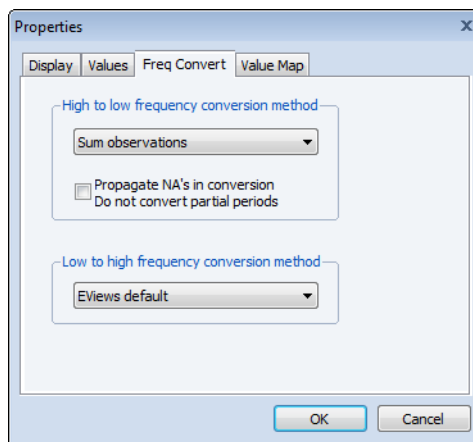 Properties
Display Values Freq Convert Value Map
High to low frequency conversion method
Sum observations
Propagate NA's in conversion
Do not convert partial periods
Low to high frequency conversion method
EViews default
OK Cancel